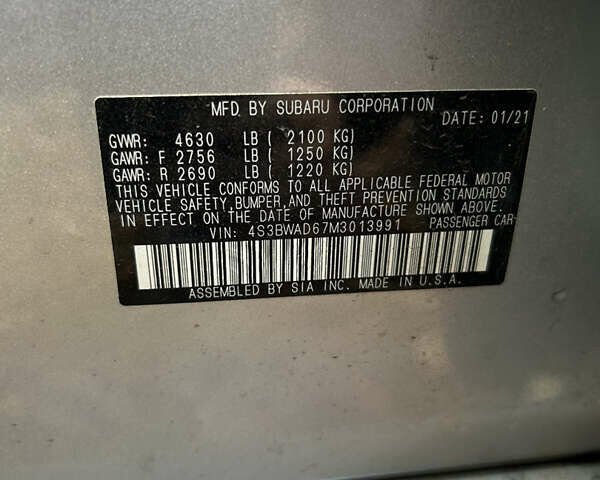 MFD. BY SUBARU CORPORATION
DATE: 01/21
GVWR: 4630 LB ( 2100 KG)
GAWR: F 2756 LB ( 1250 KG)
GAWR: R 2690 LB ( 1220 KG)
THIS VEHICLE CONFORMS TO ALL APPLICABLE FEDERAL MOTOR
VEHICLE SAFETY, BUMPER, AND THEFT PREVENTION STANDARDS
IN EFFECT ON THE DATE OF MANUFACTURE SHOWN ABOVE.
VIN: 4S3BWAD67M3013991 PASSENGER CAR
ASSEMBLED BY SIA INC. MADE IN U.S.A.